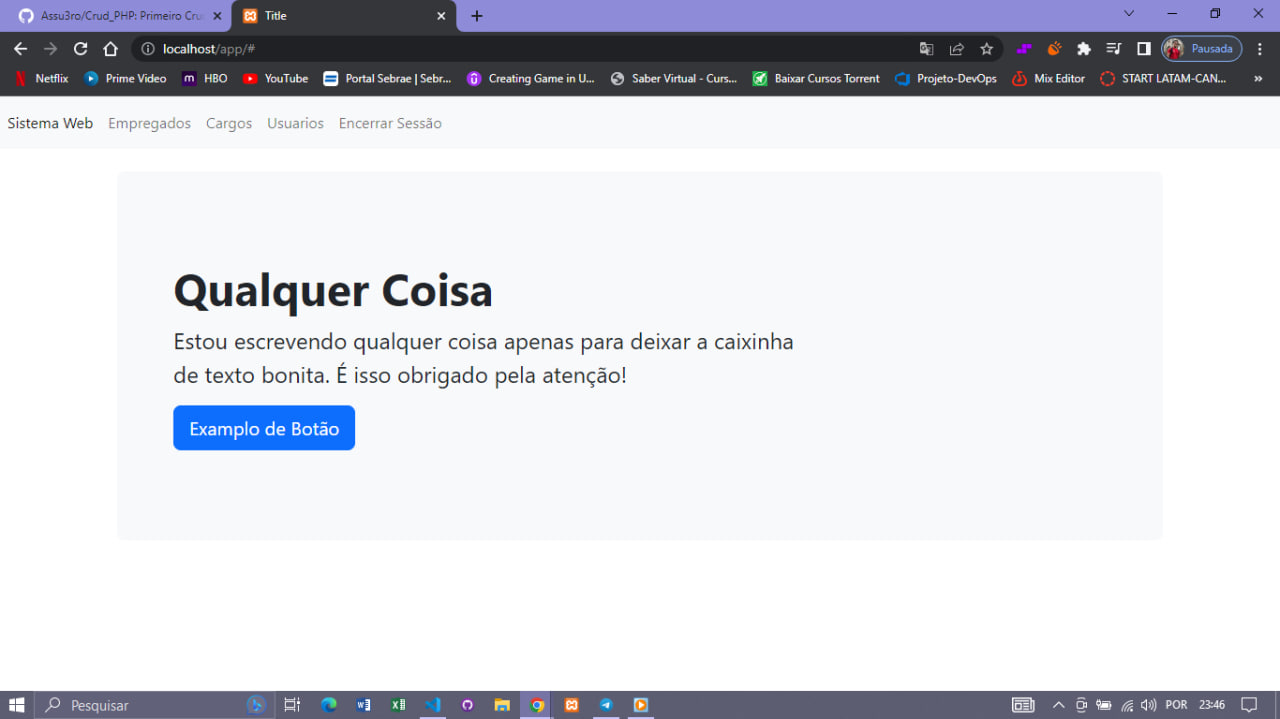 Assu3ro/Crud_PHP: Primeiro Cru
Title
localhost/app/#
Pausada
Netflix
Prime Video
HBO
YouTube
Portal Sebrae | Sebr...
Creating Game in U...
Saber Virtual - Curs...
Baixar Cursos Torrent
Projeto-DevOps
Mix Editor
START LATAM-CAN...
»
Sistema Web
Empregados
Cargos
Usuarios
Encerrar Sessão
Qualquer Coisa
Estou escrevendo qualquer coisa apenas para deixar a caixinha
de texto bonita. É isso obrigado pela atenção!
Examplo de Botão
Pesquisar
POR
23:46